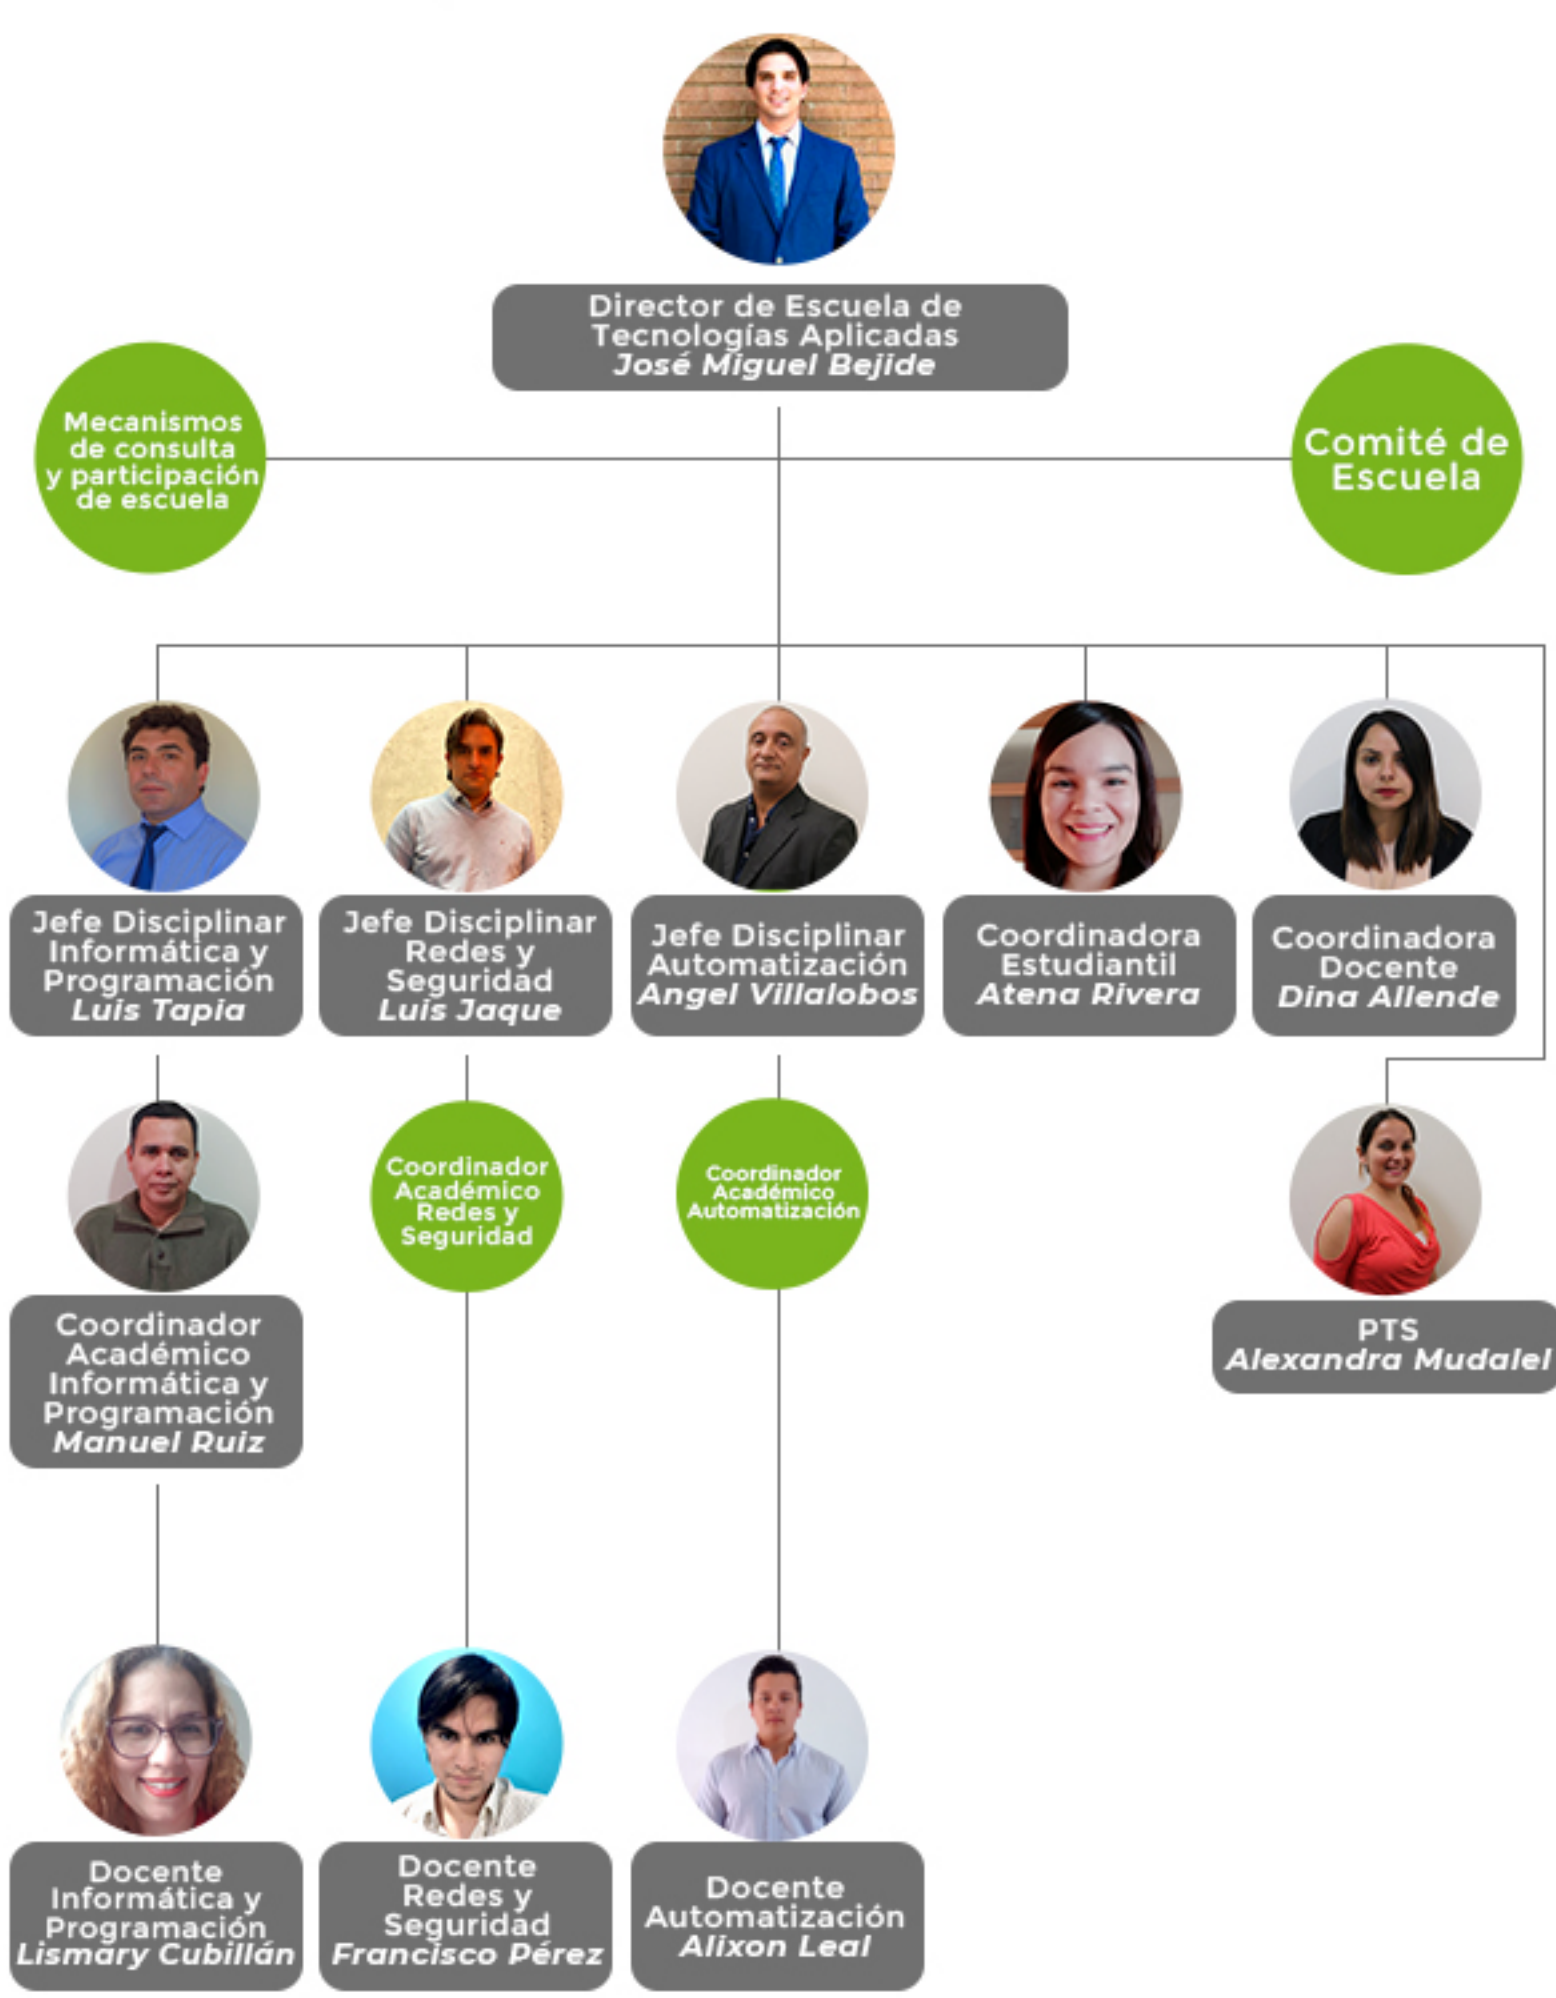 Director de Escuela de
Tecnologías Aplicadas
José Miguel Bejide
Mecanismos
de consulta
y participación
de escuela
Comité de
Escuela
Jefe Disciplinar
Informática y
Programación
Luis Tapia
Jefe Disciplinar
Redes y
Seguridad
Luis Jaque
Jefe Disciplinar
Automatización
Angel Villalobos
Coordinadora
Estudiantil
Atena Rivera
Coordinadora
Docente
Dina Allende
Coordinador
Académico
Redes y
Seguridad
Coordinador
Académico
Automatización
Coordinador
Académico
Informática y
Programación
Manuel Ruiz
PTS
Alexandra Mudalel
Docente
Informática y
Programación
Lismary Cubillán
Docente
Redes y
Seguridad
Francisco Pérez
Docente
Automatización
Alixon Leal